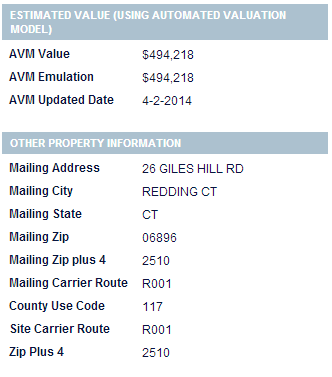 ESTIMATED VALUE (USING AUTOMATED VALUATION
MODEL)
AVM Value $494,218
AVM Emulation $494,218
AVM Updated Date 4-2-2014
OTHER PROPERTY INFORMATION
Mailing Address 26 GILES HILL RD
Mailing City REDDING CT
Mailing State CT
Mailing Zip 06896
Mailing Zip plus 4 2510
Mailing Carrier Route R001
County Use Code 117
Site Carrier Route R001
Zip Plus 4 2510